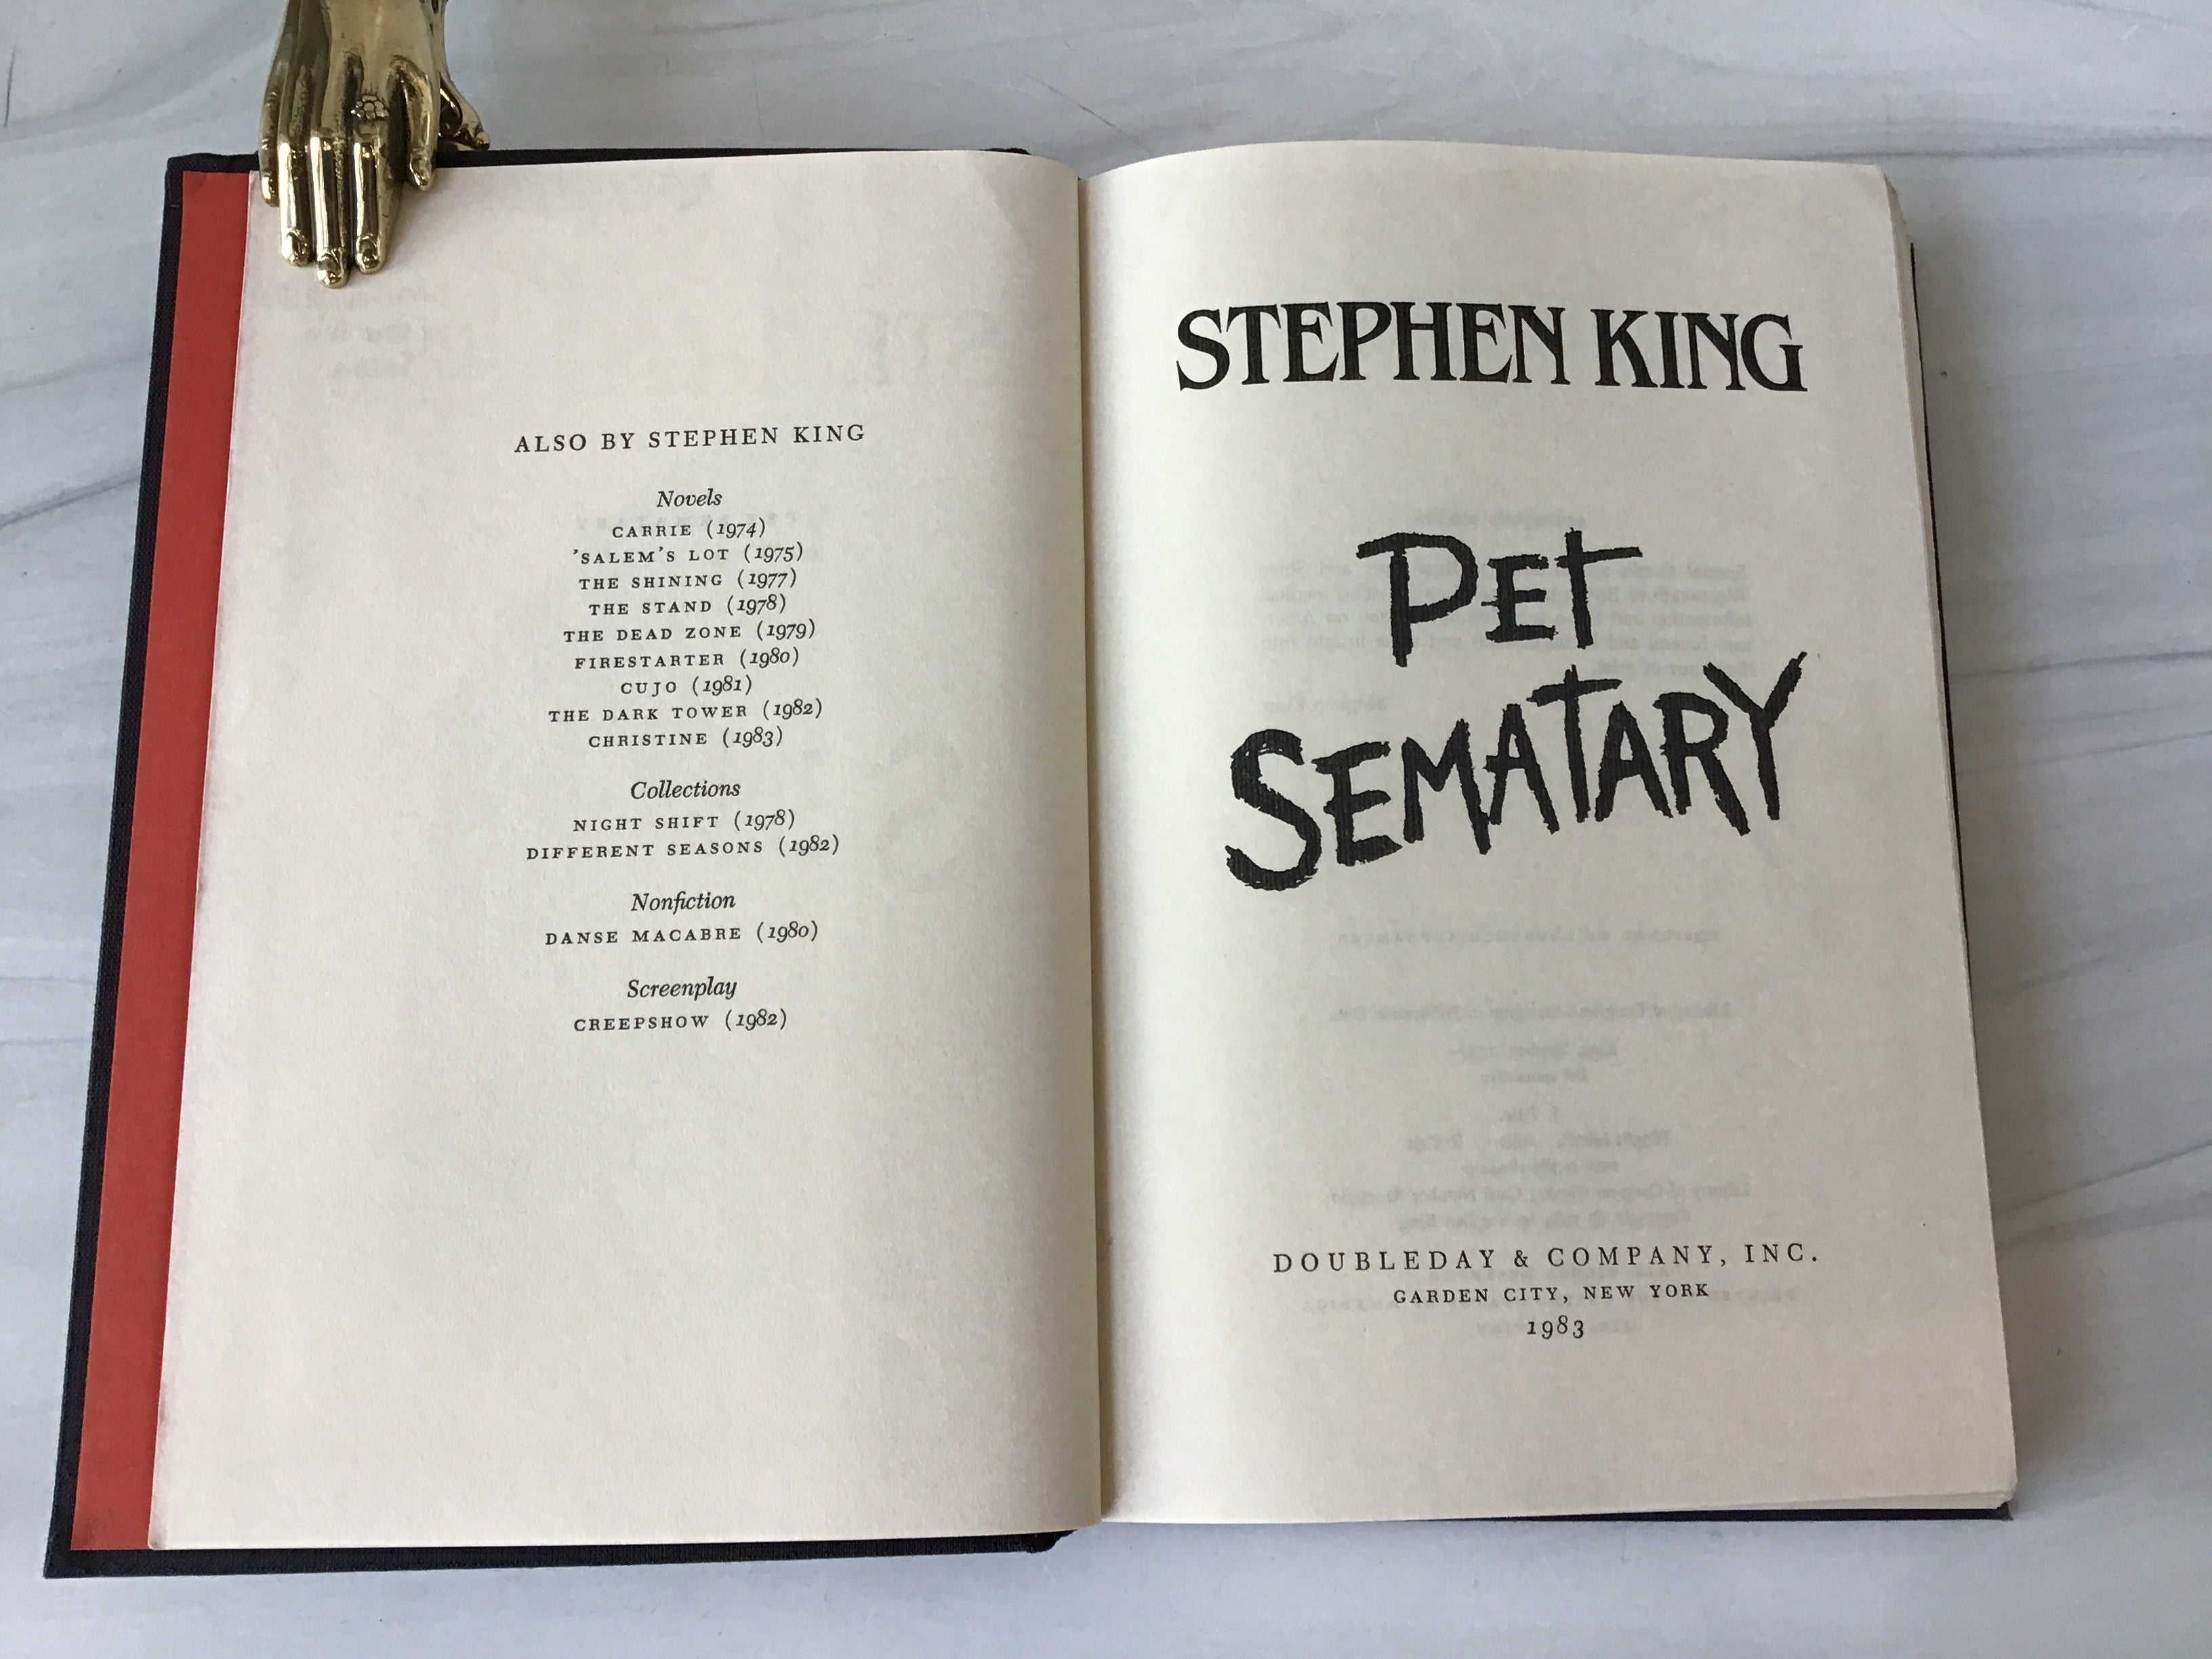 ALSO BY STEPHEN KING
Novels
CARRIE (1974)
'SALEM'S LOT (1975)
THE SHINING (1977)
THE STAND (1978)
THE DEAD ZONE (1979)
FIRESTARTER (1980)
CUJO (1981)
THE DARK TOWER (1982)
CHRISTINE (1983)
Collections
NIGHT SHIFT (1978)
DIFFERENT SEASONS (1982)
Nonfiction
DANSE MACABRE (1980)
Screenplay
CREEPSHOW (1982)
STEPHEN KING
PET
SEMATARY
DOUBLEDAY & COMPANY, INC.
GARDEN CITY, NEW YORK
1983